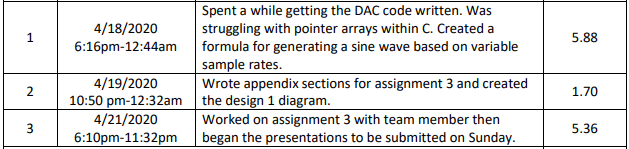 1
4/18/2020
6:16pm-12:44am
Spent a while getting the DAC code written. Was
struggling with pointer arrays within C. Created a
formula for generating a sine wave based on variable
sample rates.
5.88
2
4/19/2020
10:50 pm-12:32am
Wrote appendix sections for assignment 3 and created
the design 1 diagram.
1.70
3
4/21/2020
6:10pm-11:32pm
Worked on assignment 3 with team member then
began the presentations to be submitted on Sunday.
5.36